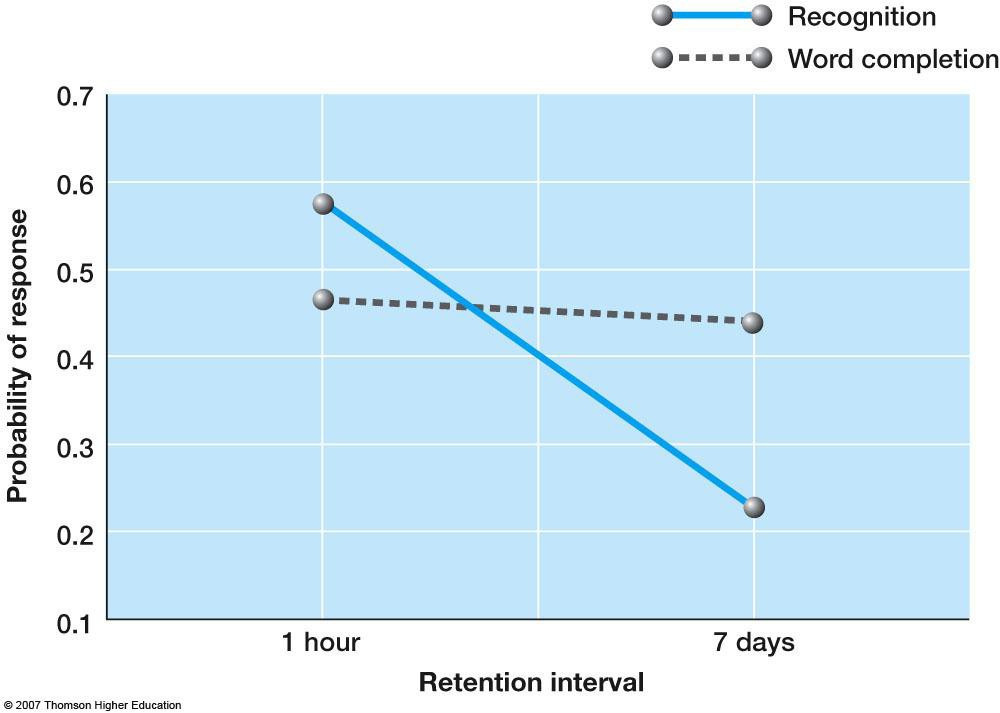 Recognition
Word completion
0.7
0.6
0.5
0.4
0.3
0.2
0.1
Probability of response
1 hour
7 days
Retention interval
© 2007 Thomson Higher Education